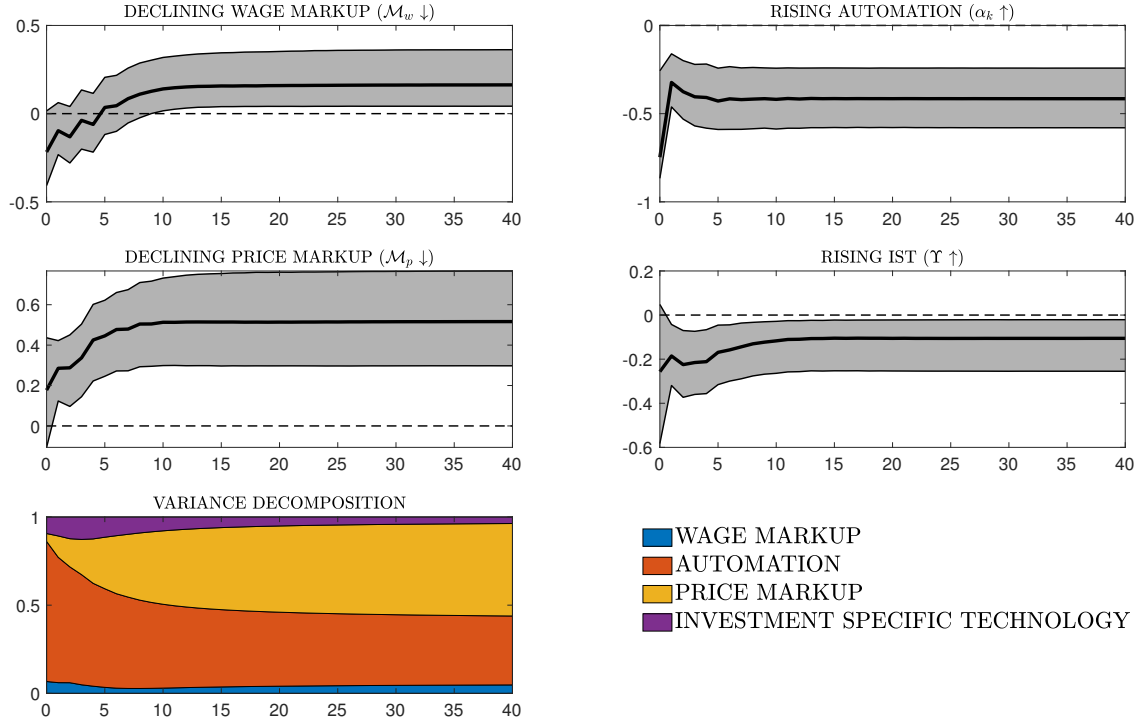 DECLINING WAGE MARKUP (ℳw ↓)
0.5
0
-0.5
0 5 10 15 20 25 30 35 40
RISING AUTOMATION (αk ↑)
0
-0.5
-1
0 5 10 15 20 25 30 35 40
DECLINING PRICE MARKUP (ℳp ↓)
0.6
0.4
0.2
0
0 5 10 15 20 25 30 35 40
RISING IST (ϒ ↑)
0.2
0
-0.2
-0.4
-0.6
0 5 10 15 20 25 30 35 40
VARIANCE DECOMPOSITION
1
0.5
0
0 5 10 15 20 25 30 35 40
WAGE MARKUP
AUTOMATION
PRICE MARKUP
INVESTMENT SPECIFIC TECHNOLOGY